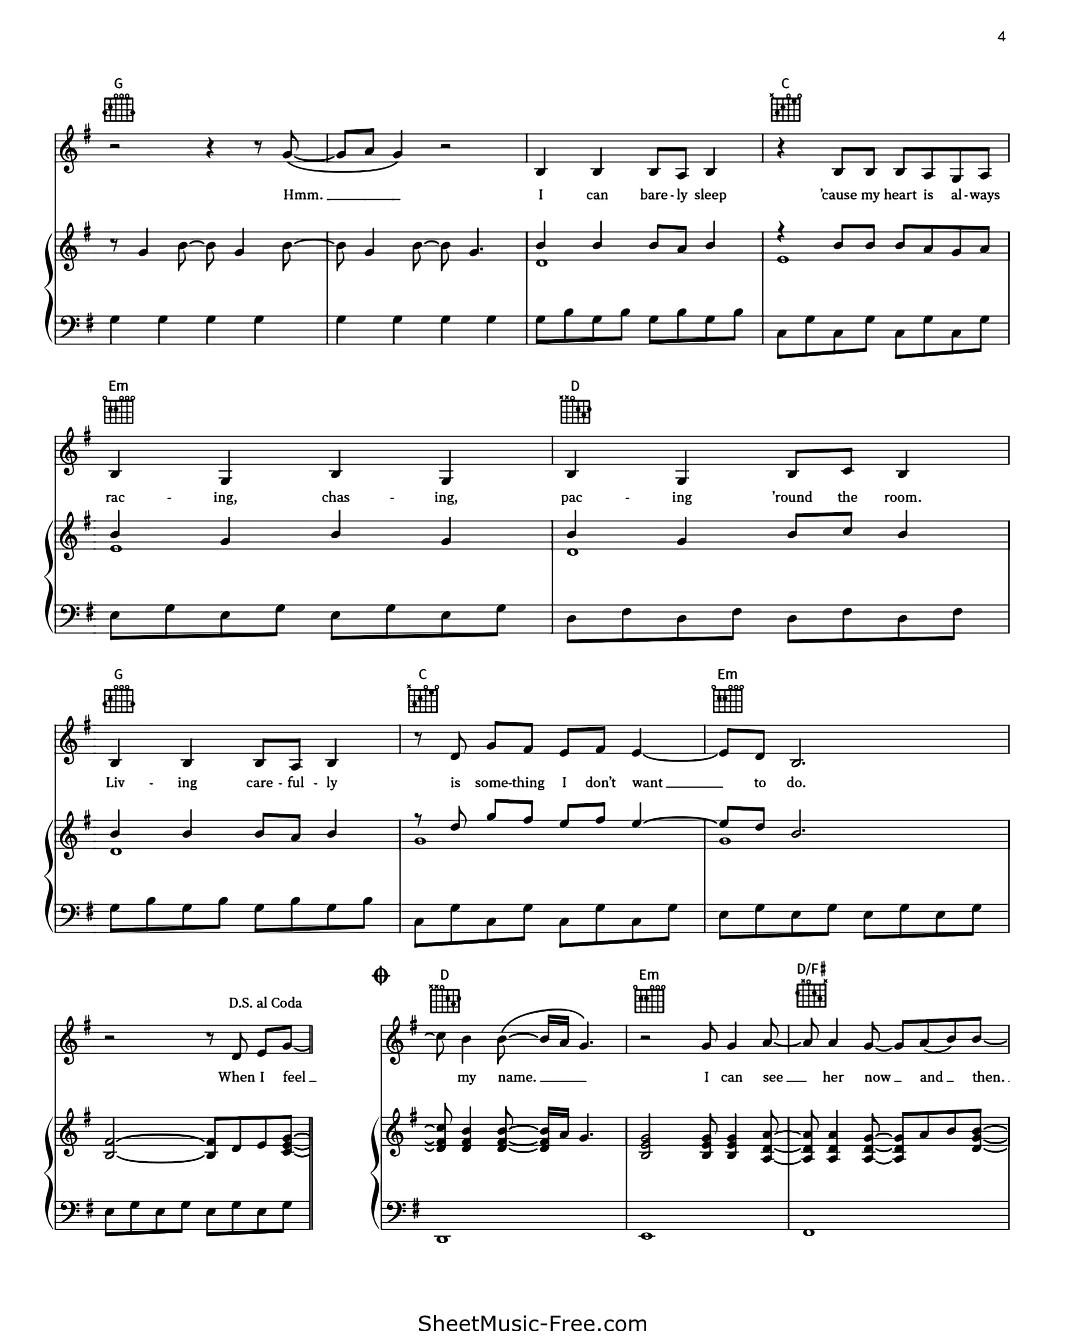 4
G
Hmm.
C
I can bare - ly sleep 'cause my heart is al - ways
Em D
rac - ing, chas - ing, pac - ing 'round the room.
G C Em
Liv - ing care - ful - ly is some - thing I don't want to do.
D Em D/F#
D.S. al Coda
When I feel my name. I can see her now and then.
SheetMusic-Free.com